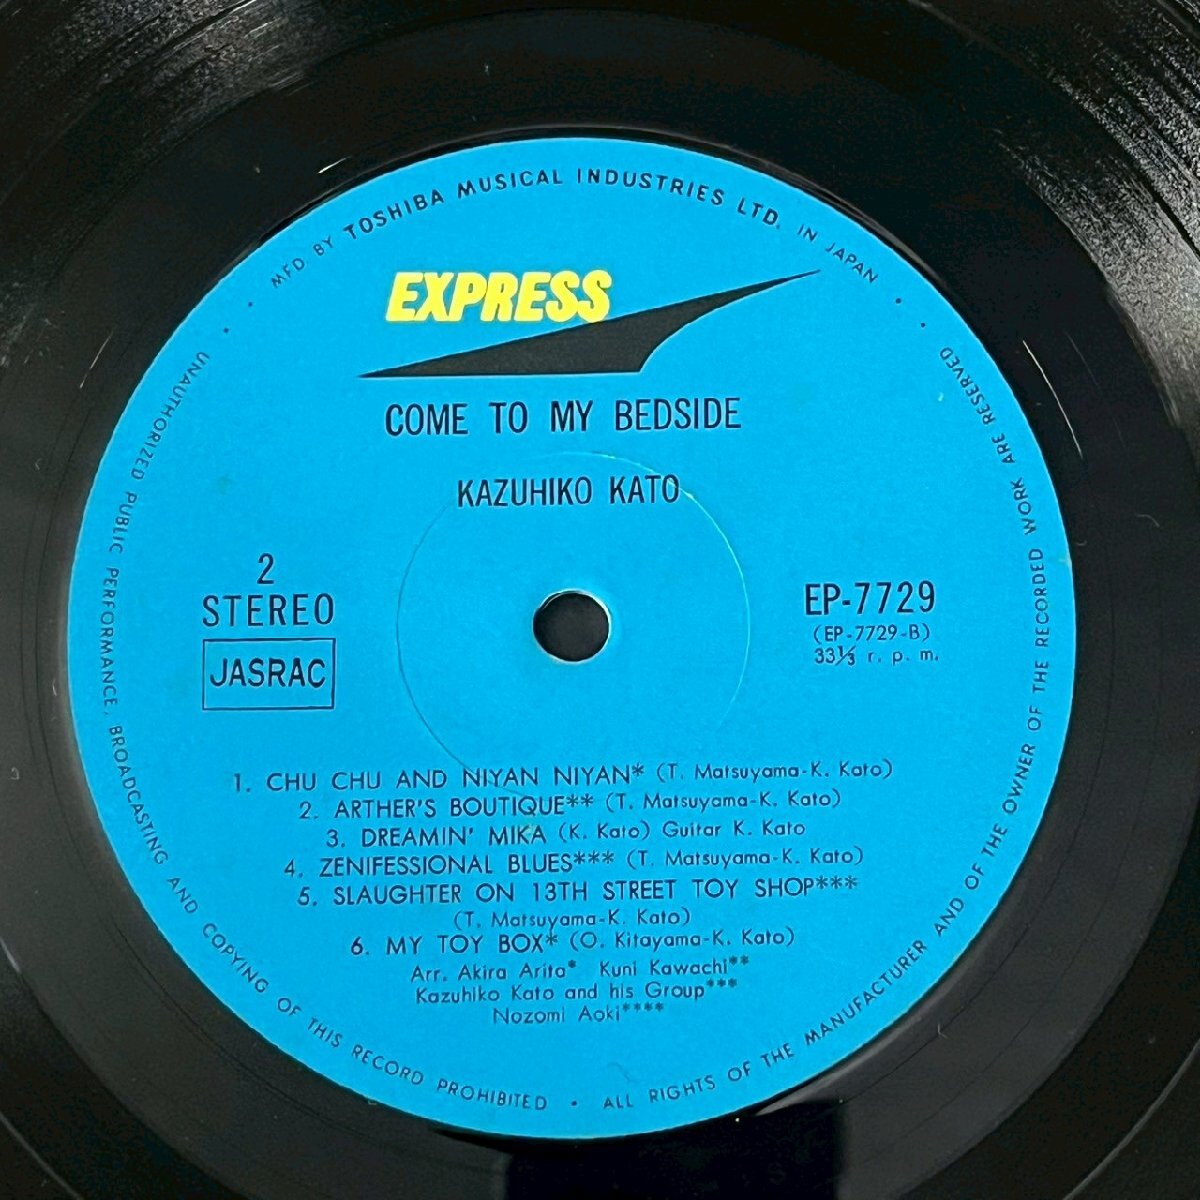 MFD BY TOSHIBA MUSICAL INDUSTRIES LTD. IN JAPAN
EXPRESS
COME TO MY BEDSIDE
KAZUHIKO KATO
2
STEREO
JASRAC
EP-7729
(EP-7729-B)
33⅓ r. p. m.
1. CHU CHU AND NIYAN NIYAN* (T. Matsuyama-K. Kato)
2. ARTHER'S BOUTIQUE** (T. Matsuyama-K. Kato)
3. DREAMIN' MIKA (K. Kato) Guitar K. Kato
4. ZENIFESSIONAL BLUES*** (T. Matsuyama-K. Kato)
5. SLAUGHTER ON 13TH STREET TOY SHOP***
(T. Matsuyama-K. Kato)
6. MY TOY BOX* (O. Kitayama-K. Kato)
Arr. Akira Arita* Kuni Kawachi**
Kazuhiko Kato and his Group***
Nozomi Aoki****
UNAUTHORIZED PUBLIC PERFORMANCE, BROADCASTING AND COPYING OF THIS RECORD PROHIBITED • ALL RIGHTS OF THE MANUFACTURER AND OF THE OWNER OF THE RECORDED WORK ARE RESERVED